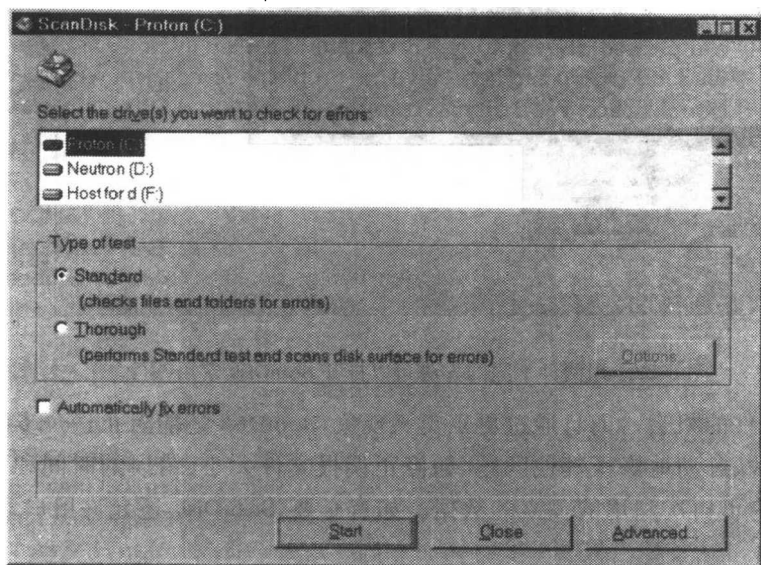 ScanDisk - Proton (C:)
Select the drive(s) you want to check for errors:
Proton (C:)
Neutron (D:)
Host for d (F:)
Type of test
Standard
(checks files and folders for errors)
Thorough
(performs Standard test and scans disk surface for errors)
Options...
Automatically fix errors
Start
Close
Advanced...